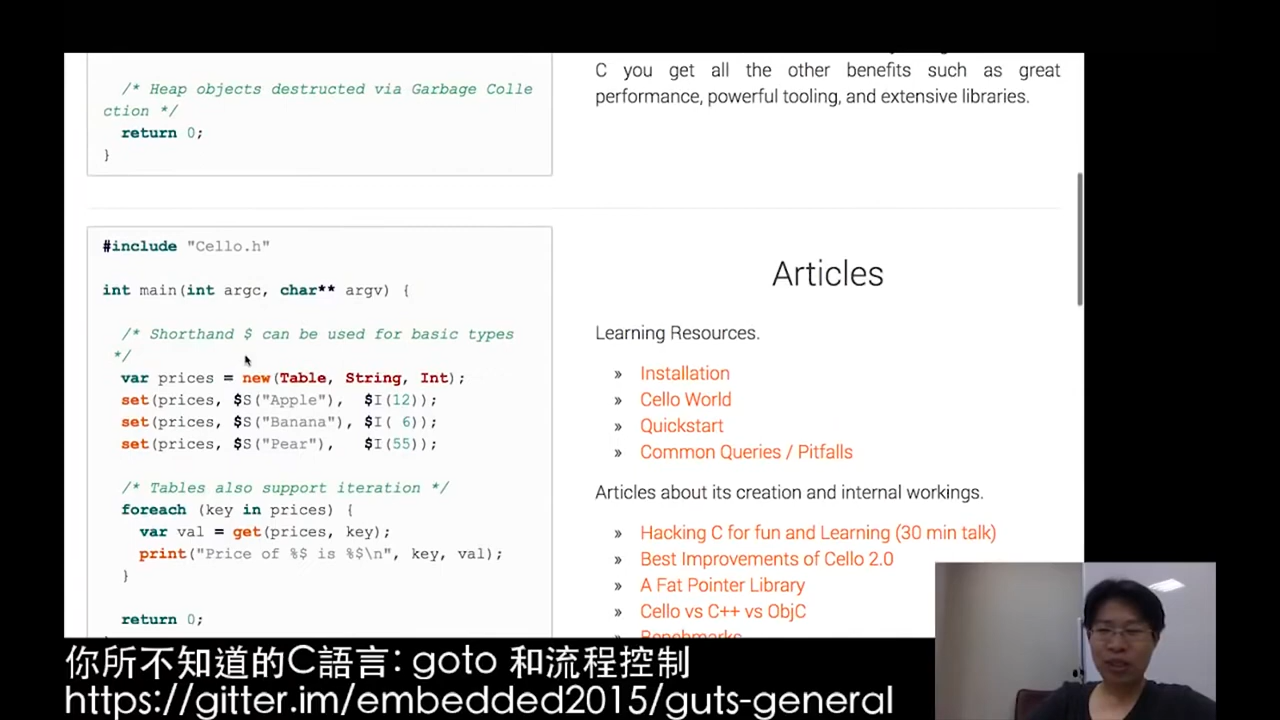 /* Heap objects destructed via Garbage Colle
ction */
return 0;
}
C you get all the other benefits such as great
performance, powerful tooling, and extensive libraries.
#include "Cello.h"
int main(int argc, char** argv) {
/* Shorthand $ can be used for basic types
*/
var prices = new(Table, String, Int);
set(prices, $S("Apple"), $I(12));
set(prices, $S("Banana"), $I( 6));
set(prices, $S("Pear"), $I(55));
/* Tables also support iteration */
foreach (key in prices) {
var val = get(prices, key);
print("Price of %$ is %$\n", key, val);
}
return 0;
Articles
Learning Resources.
» Installation
» Cello World
» Quickstart
» Common Queries / Pitfalls
Articles about its creation and internal workings.
» Hacking C for fun and Learning (30 min talk)
» Best Improvements of Cello 2.0
» A Fat Pointer Library
» Cello vs C++ vs ObjC
» Benchmarks
你所不知道的C語言: goto 和流程控制
https://gitter.im/embedded2015/guts-general